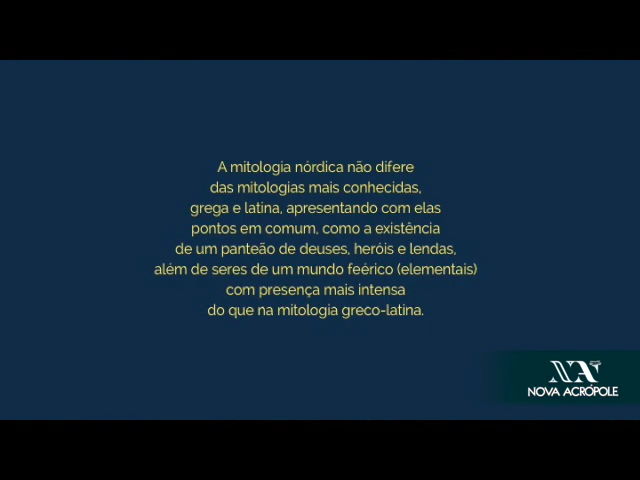 A mitologia nórdica não difere
das mitologias mais conhecidas,
grega e latina, apresentando com elas
pontos em comum, como a existência
de um panteão de deuses, heróis e lendas,
além de seres de um mundo feérico (elementais)
com presença mais intensa
do que na mitologia greco-latina.
NA
NOVA ACRÓPOLE